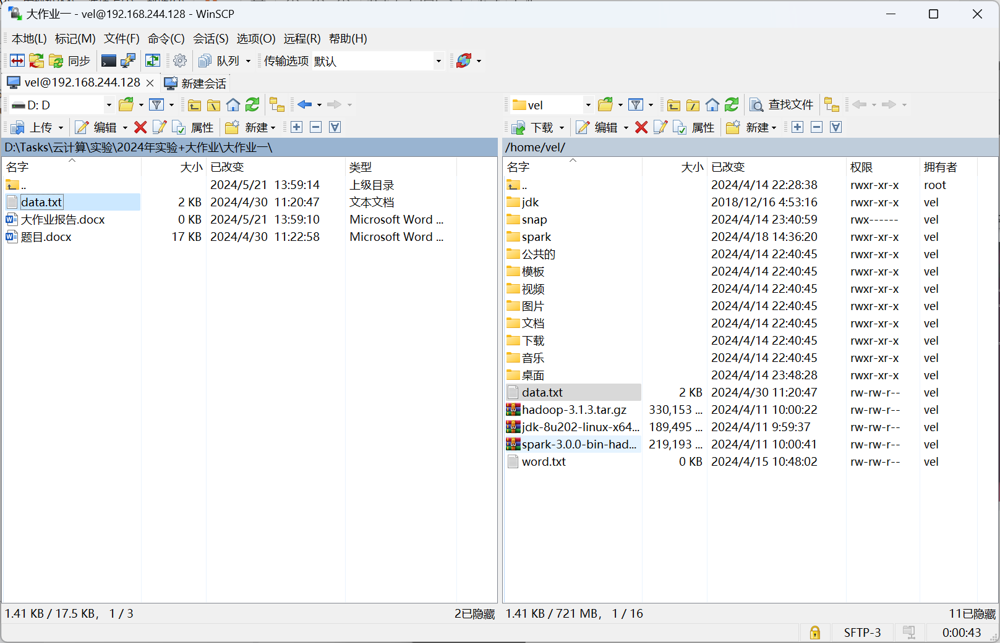 大作业一 - vel@192.168.244.128 - WinSCP
本地(L) 标记(M) 文件(F) 命令(C) 会话(S) 选项(O) 远程(R) 帮助(H)
同步 队列 传输选项 默认
vel@192.168.244.128 新建会话
D: D
上传 编辑 属性 新建
D:\Tasks\云计算\实验\2024年实验+大作业\大作业一\
名字 大小 已改变 类型
.. 2024/5/21 13:59:14 上级目录
data.txt 2 KB 2024/4/30 11:20:47 文本文档
大作业报告.docx 0 KB 2024/5/21 13:59:10 Microsoft Word ...
题目.docx 17 KB 2024/4/30 11:22:58 Microsoft Word ...
1.41 KB / 17.5 KB, 1 / 3 2已隐藏
vel 查找文件
下载 编辑 属性 新建
/home/vel/
名字 大小 已改变 权限 拥有者
.. 2024/4/14 22:28:38 rwxr-xr-x root
jdk 2018/12/16 4:53:16 rwxr-xr-x vel
snap 2024/4/14 23:40:59 rwx------ vel
spark 2024/4/18 14:36:20 rwxr-xr-x vel
公共的 2024/4/14 22:40:45 rwxr-xr-x vel
模板 2024/4/14 22:40:45 rwxr-xr-x vel
视频 2024/4/14 22:40:45 rwxr-xr-x vel
图片 2024/4/14 22:40:45 rwxr-xr-x vel
文档 2024/4/14 22:40:45 rwxr-xr-x vel
下载 2024/4/14 22:40:45 rwxr-xr-x vel
音乐 2024/4/14 22:40:45 rwxr-xr-x vel
桌面 2024/4/14 23:48:28 rwxr-xr-x vel
data.txt 2 KB 2024/4/30 11:20:47 rw-rw-r-- vel
hadoop-3.1.3.tar.gz 330,153 ... 2024/4/11 10:00:22 rw-rw-r-- vel
jdk-8u202-linux-x64... 189,495 ... 2024/4/11 9:59:37 rw-rw-r-- vel
spark-3.0.0-bin-had... 219,193 ... 2024/4/11 10:00:41 rw-rw-r-- vel
word.txt 0 KB 2024/4/15 10:48:02 rw-rw-r-- vel
1.41 KB / 721 MB, 1 / 16 11已隐藏
SFTP-3 0:00:43